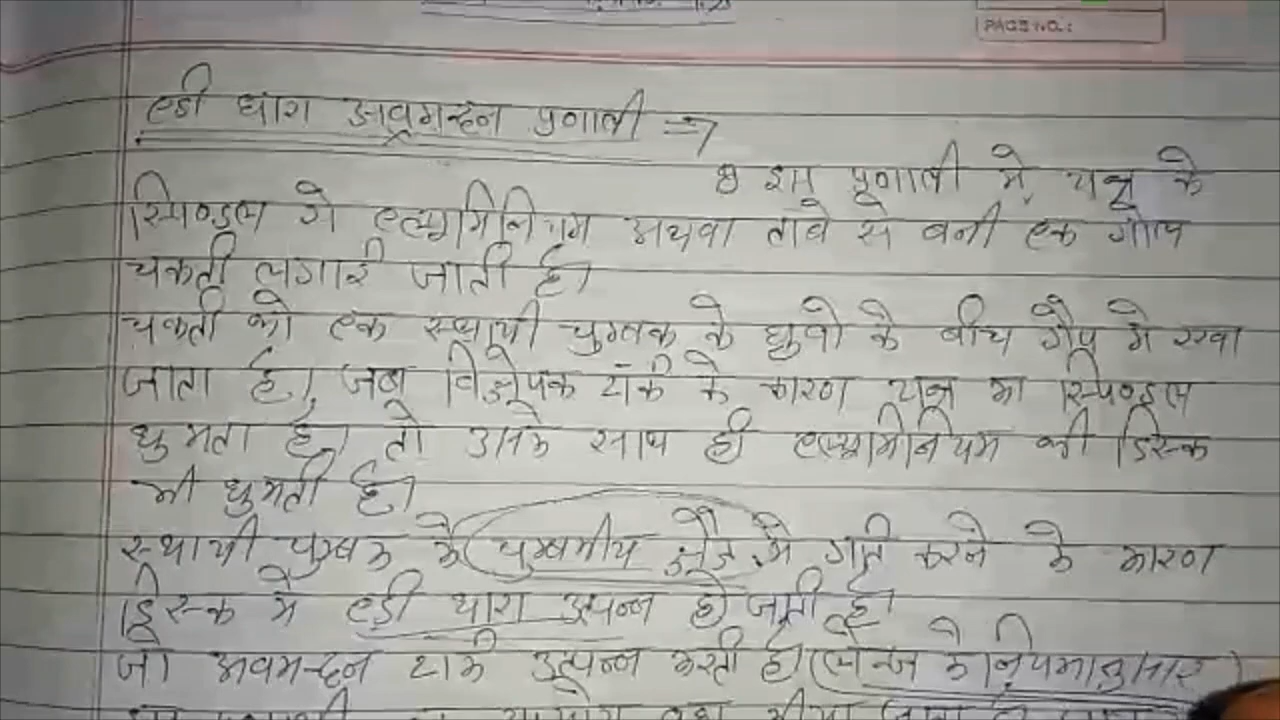 PAGE NO.:
एडी धारा अवमन्दन प्रणाली ⇒
इस प्रणाली में, यन्त्र के
स्पिण्डल मे एल्यूमिनियम अथवा तांबे से बनी एक गोल
चकती लगाई जाती है।
चकती को एक स्थायी चुम्बक के ध्रुवो के बीच गैप मे रखा
जाता है, जब विक्षेपक टॉर्क के कारण यन्त्र का स्पिण्डल
घुमता है, तो उसके साथ ही एल्यूमिनियम की डिस्क
भी घुमती है।
स्थायी चुम्बक के चुम्बकीय क्षेत्र मे गति करने के कारण
डिस्क मे एडी धारा उत्पन्न हो जाती है।
जो अवमन्दन टार्क उत्पन्न करती है। (लेन्ज के नियमानुसार)